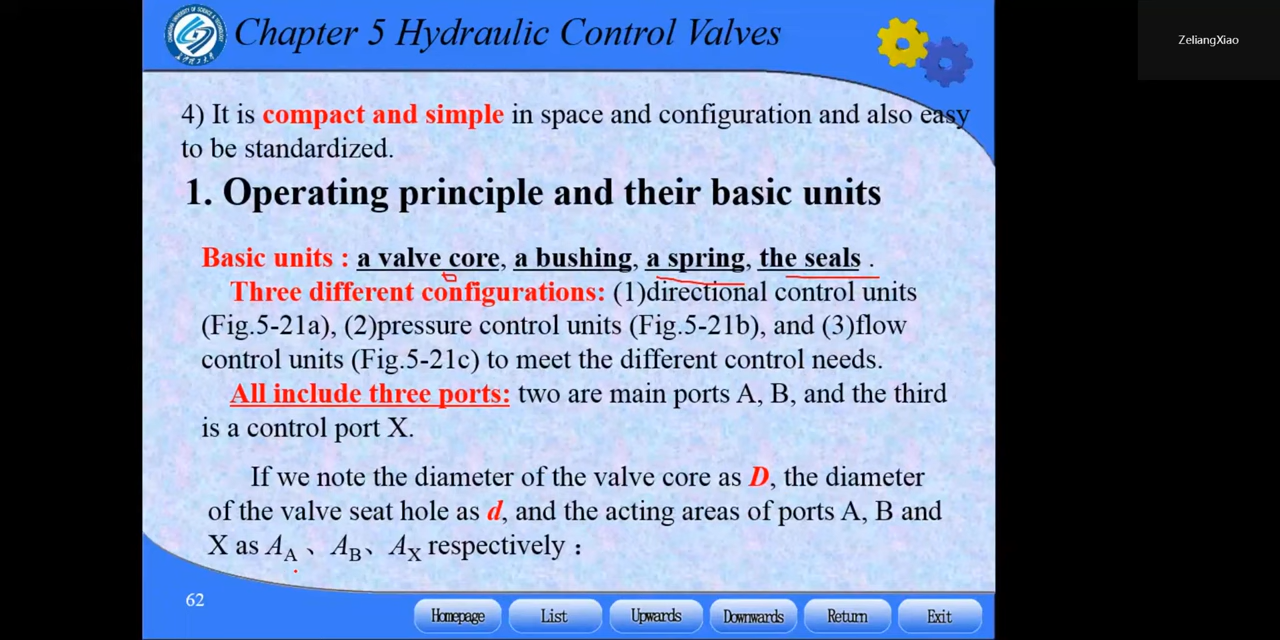 Chapter 5 Hydraulic Control Valves
ZeliangXiao
4) It is compact and simple in space and configuration and also easy
to be standardized.
1. Operating principle and their basic units
Basic units : a valve core, a bushing, a spring, the seals .
Three different configurations: (1)directional control units
(Fig.5-21a), (2)pressure control units (Fig.5-21b), and (3)flow
control units (Fig.5-21c) to meet the different control needs.
All include three ports: two are main ports A, B, and the third
is a control port X.
If we note the diameter of the valve core as D, the diameter
of the valve seat hole as d, and the acting areas of ports A, B and
X as AA 、 AB、 AX respectively：
62
Homepage List Upwards Downwards Return Exit